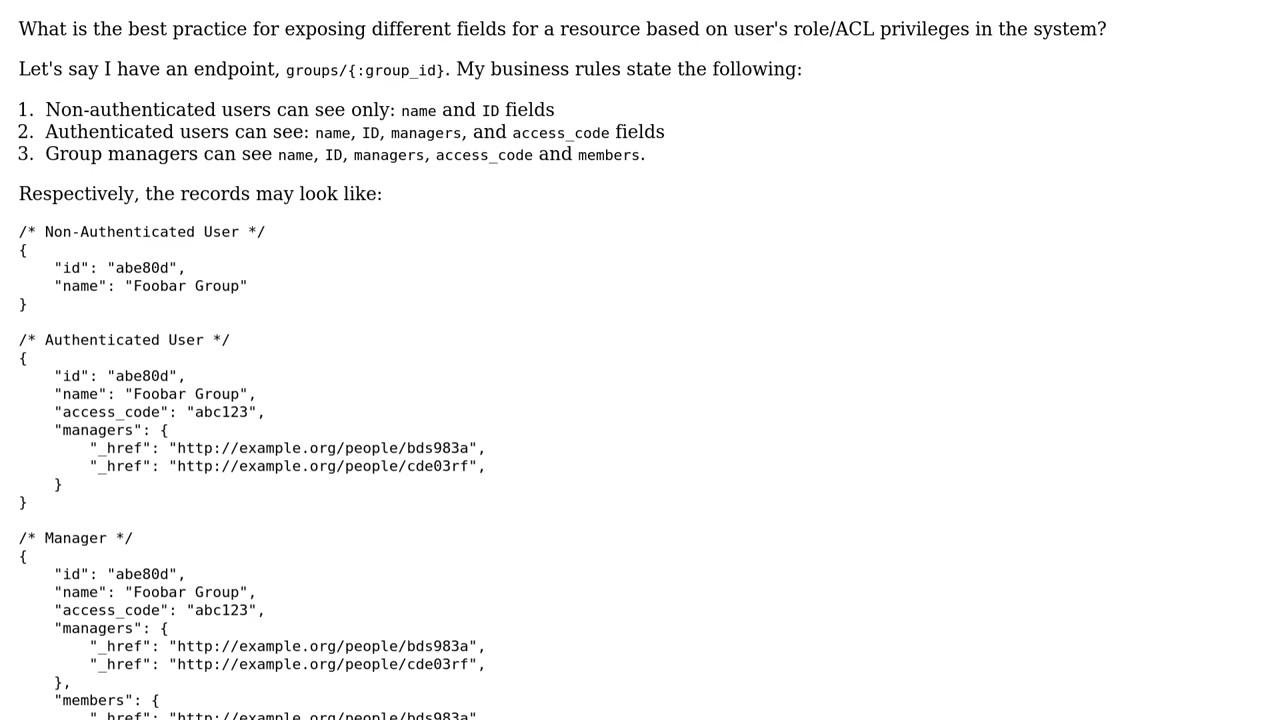 What is the best practice for exposing different fields for a resource based on user's role/ACL privileges in the system?
Let's say I have an endpoint, groups/{:group_id}. My business rules state the following:
1. Non-authenticated users can see only: name and ID fields
2. Authenticated users can see: name, ID, managers, and access_code fields
3. Group managers can see name, ID, managers, access_code and members.
Respectively, the records may look like:
/* Non-Authenticated User */
{
    "id": "abe80d",
    "name": "Foobar Group"
}
/* Authenticated User */
{
    "id": "abe80d",
    "name": "Foobar Group",
    "access_code": "abc123",
    "managers": {
        "_href": "http://example.org/people/bds983a",
        "_href": "http://example.org/people/cde03rf",
    }
}
/* Manager */
{
    "id": "abe80d",
    "name": "Foobar Group",
    "access_code": "abc123",
    "managers": {
        "_href": "http://example.org/people/bds983a",
        "_href": "http://example.org/people/cde03rf",
    },
    "members": {
        "_href": "http://example.org/people/bds983a"